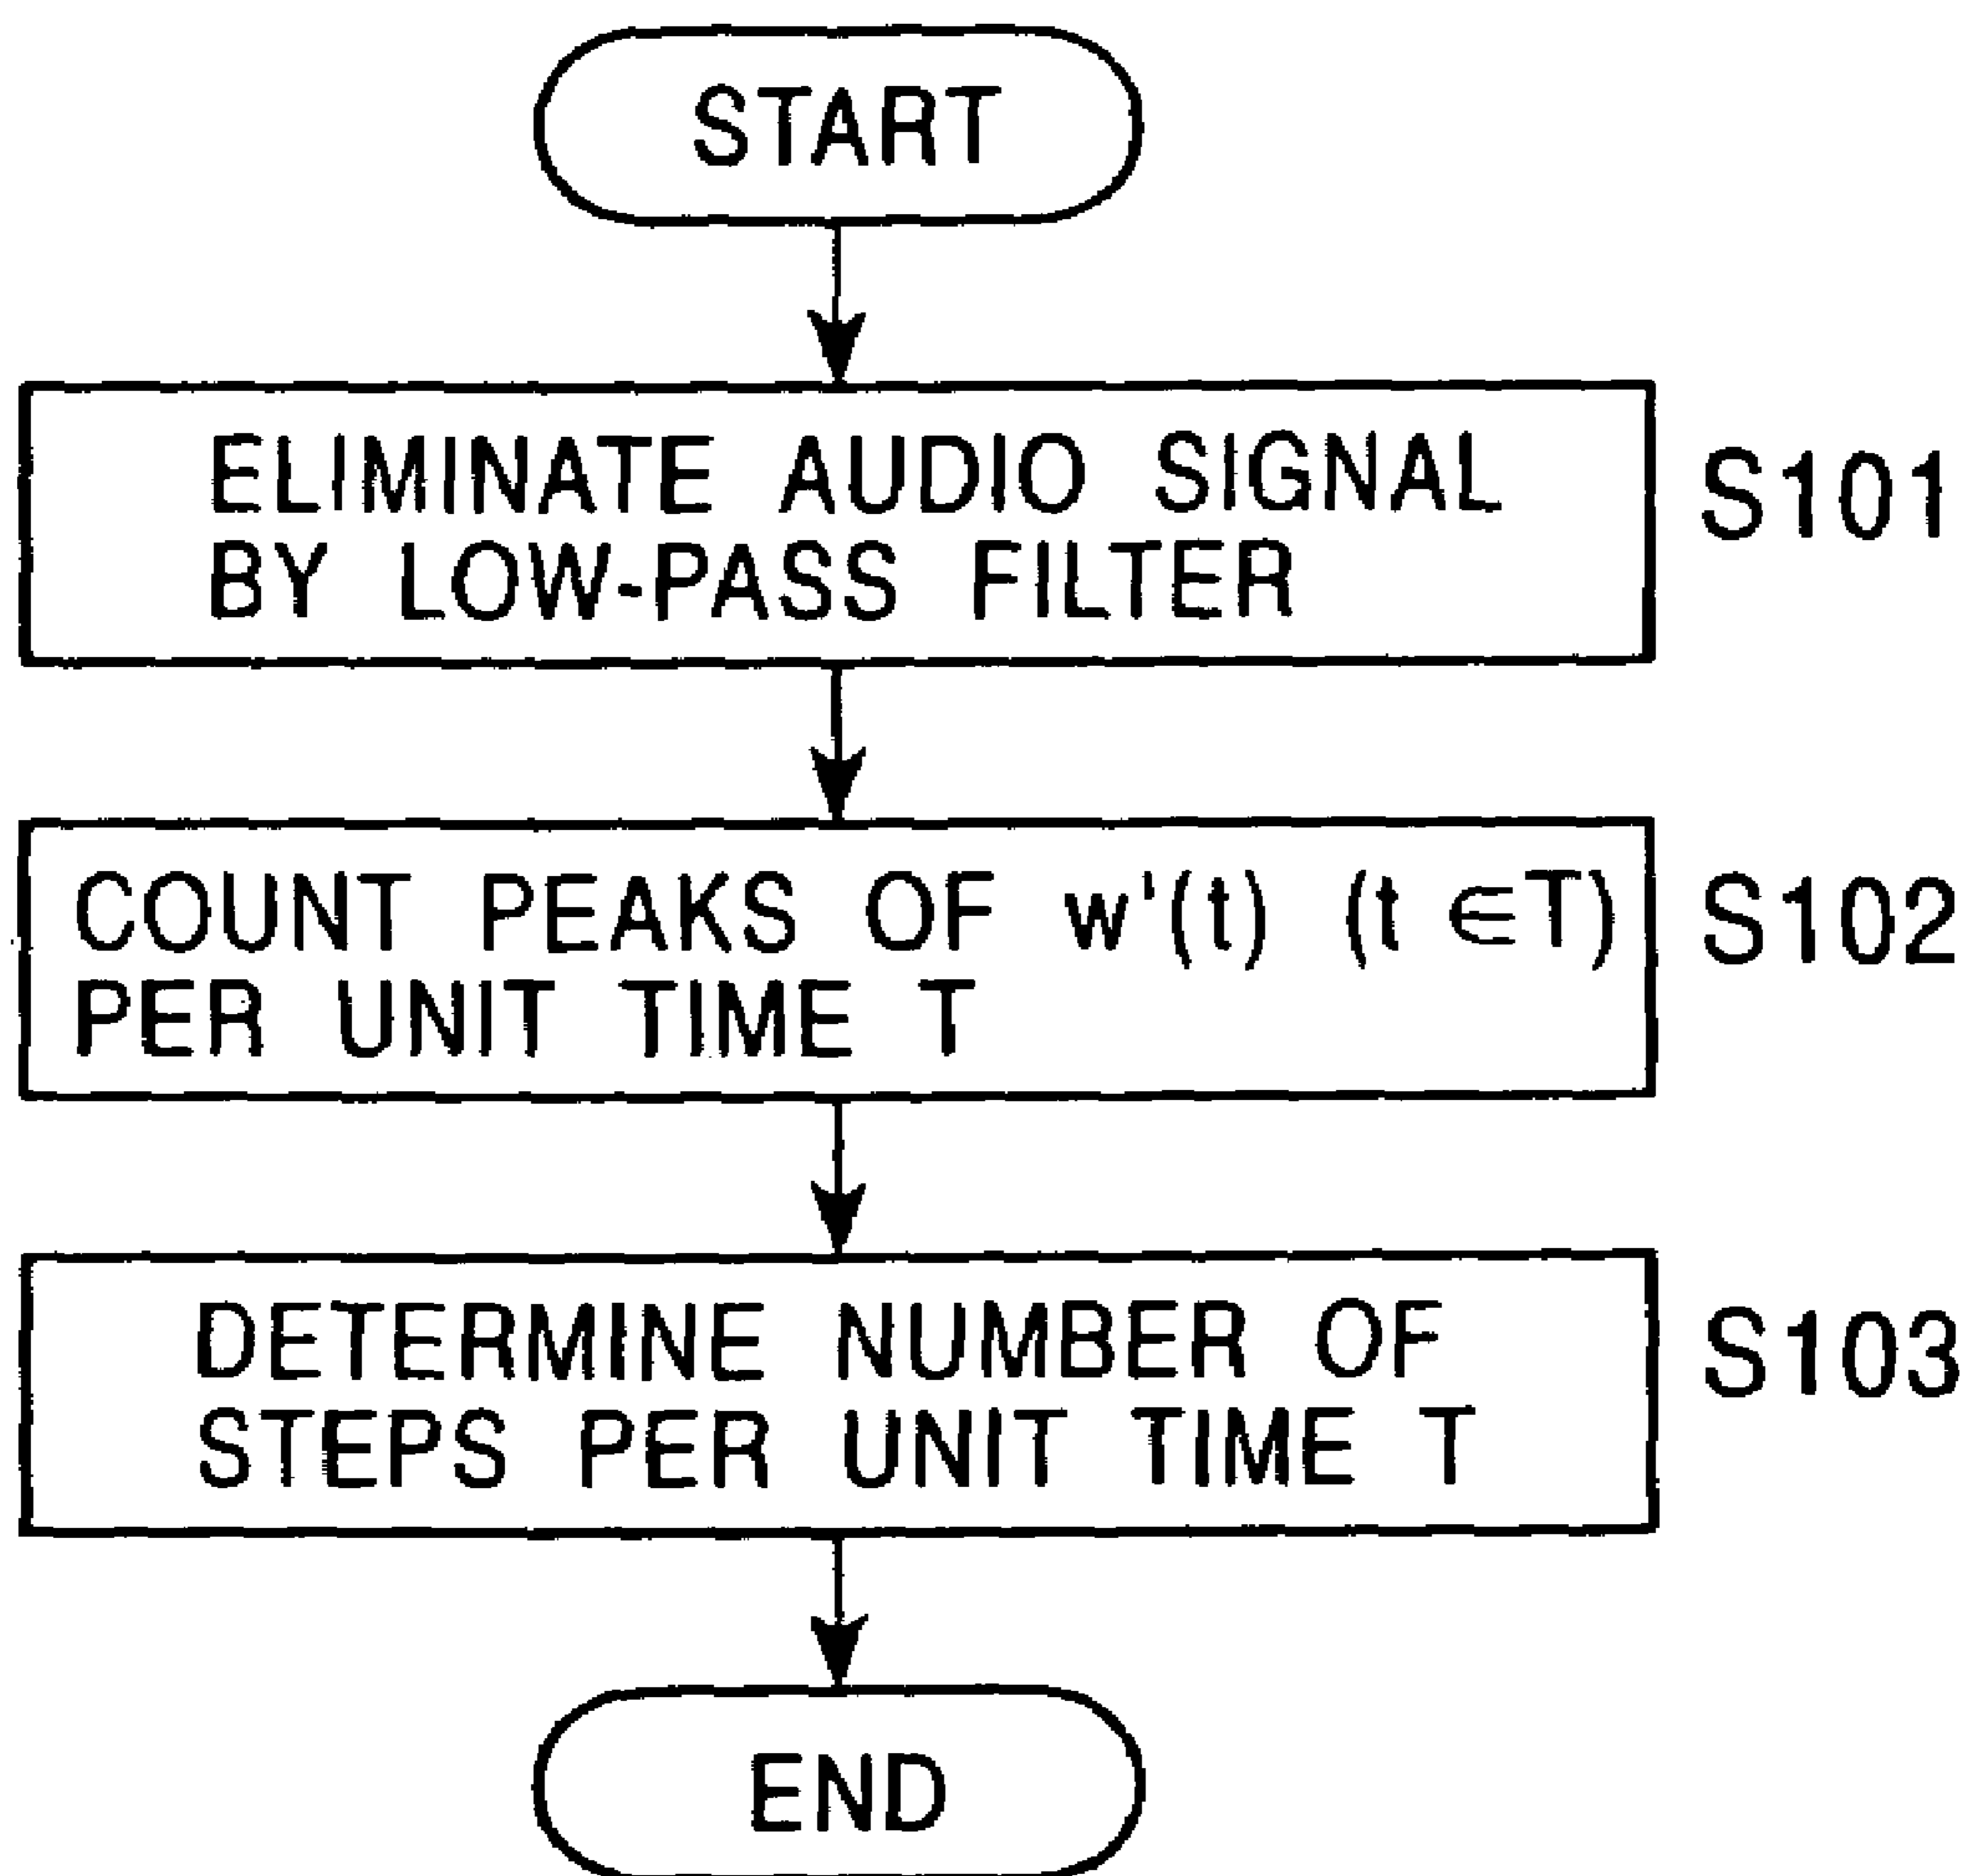 START
ELIMINATE AUDIO SIGNAL
BY LOW-PASS FILTER
S101
COUNT PEAKS OF w'(t) (t ∈T)
PER UNIT TIME T
S102
DETERMINE NUMBER OF
STEPS PER UNIT TIME T
S103
END